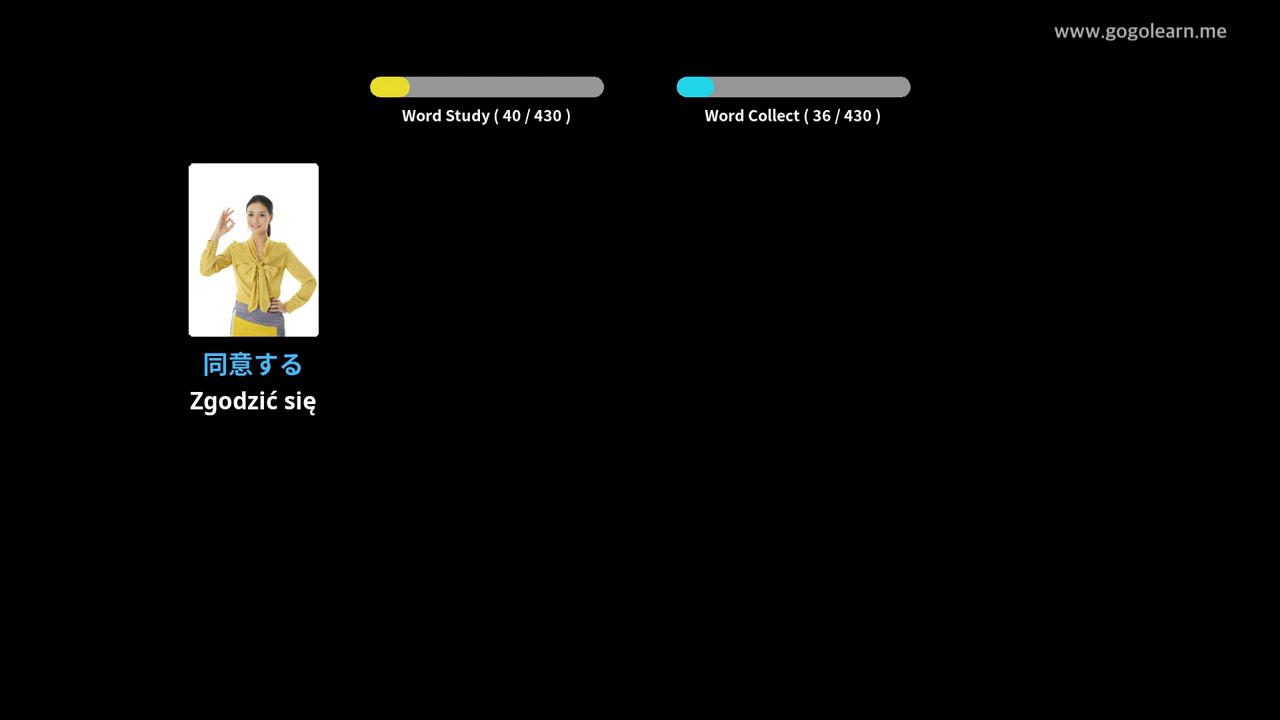 www.gogolearn.me
Word Study ( 40 / 430 )
Word Collect ( 36 / 430 )
同意する
Zgodzić się